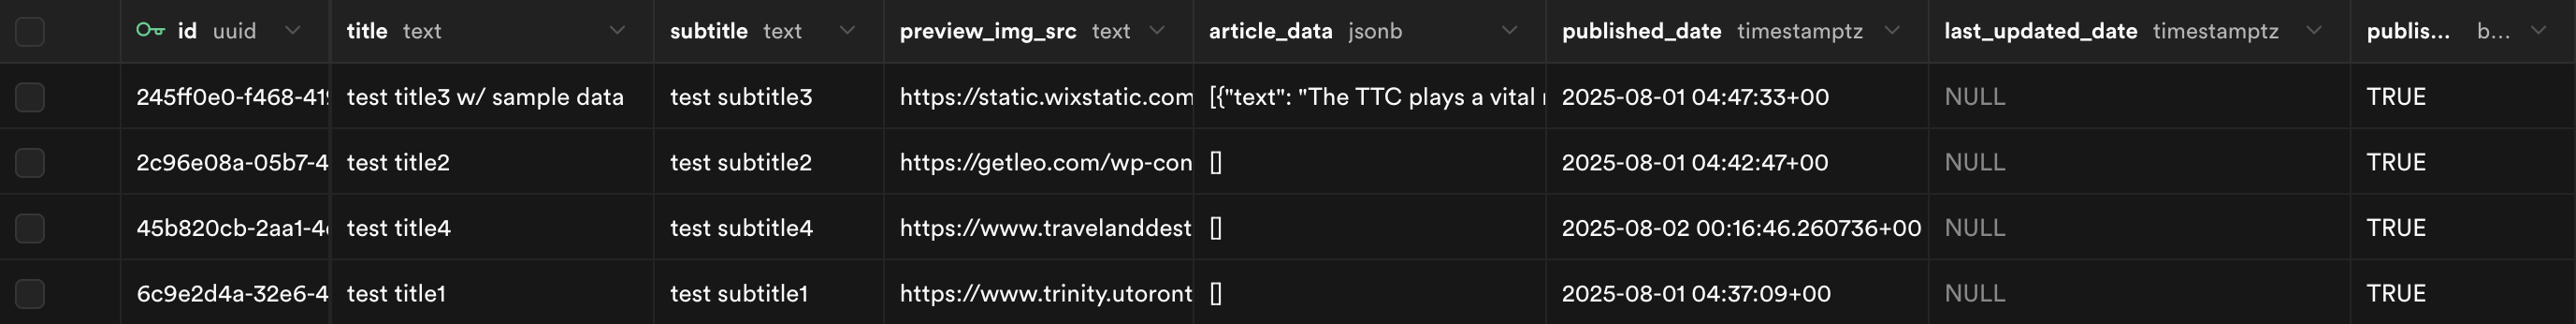 id uuid title text subtitle text preview_img_src text article_data jsonb published_date timestamptz last_updated_date timestamptz publis... b...
245ff0e0-f468-41 test title3 w/ sample data test subtitle3 https://static.wixstatic.com [{"text": "The TTC plays a vital 2025-08-01 04:47:33+00 NULL TRUE
2c96e08a-05b7-4 test title2 test subtitle2 https://getleo.com/wp-con [] 2025-08-01 04:42:47+00 NULL TRUE
45b820cb-2aa1-4 test title4 test subtitle4 https://www.travelanddest [] 2025-08-02 00:16:46.260736+00 NULL TRUE
6c9e2d4a-32e6-4 test title1 test subtitle1 https://www.trinity.utoront [] 2025-08-01 04:37:09+00 NULL TRUE